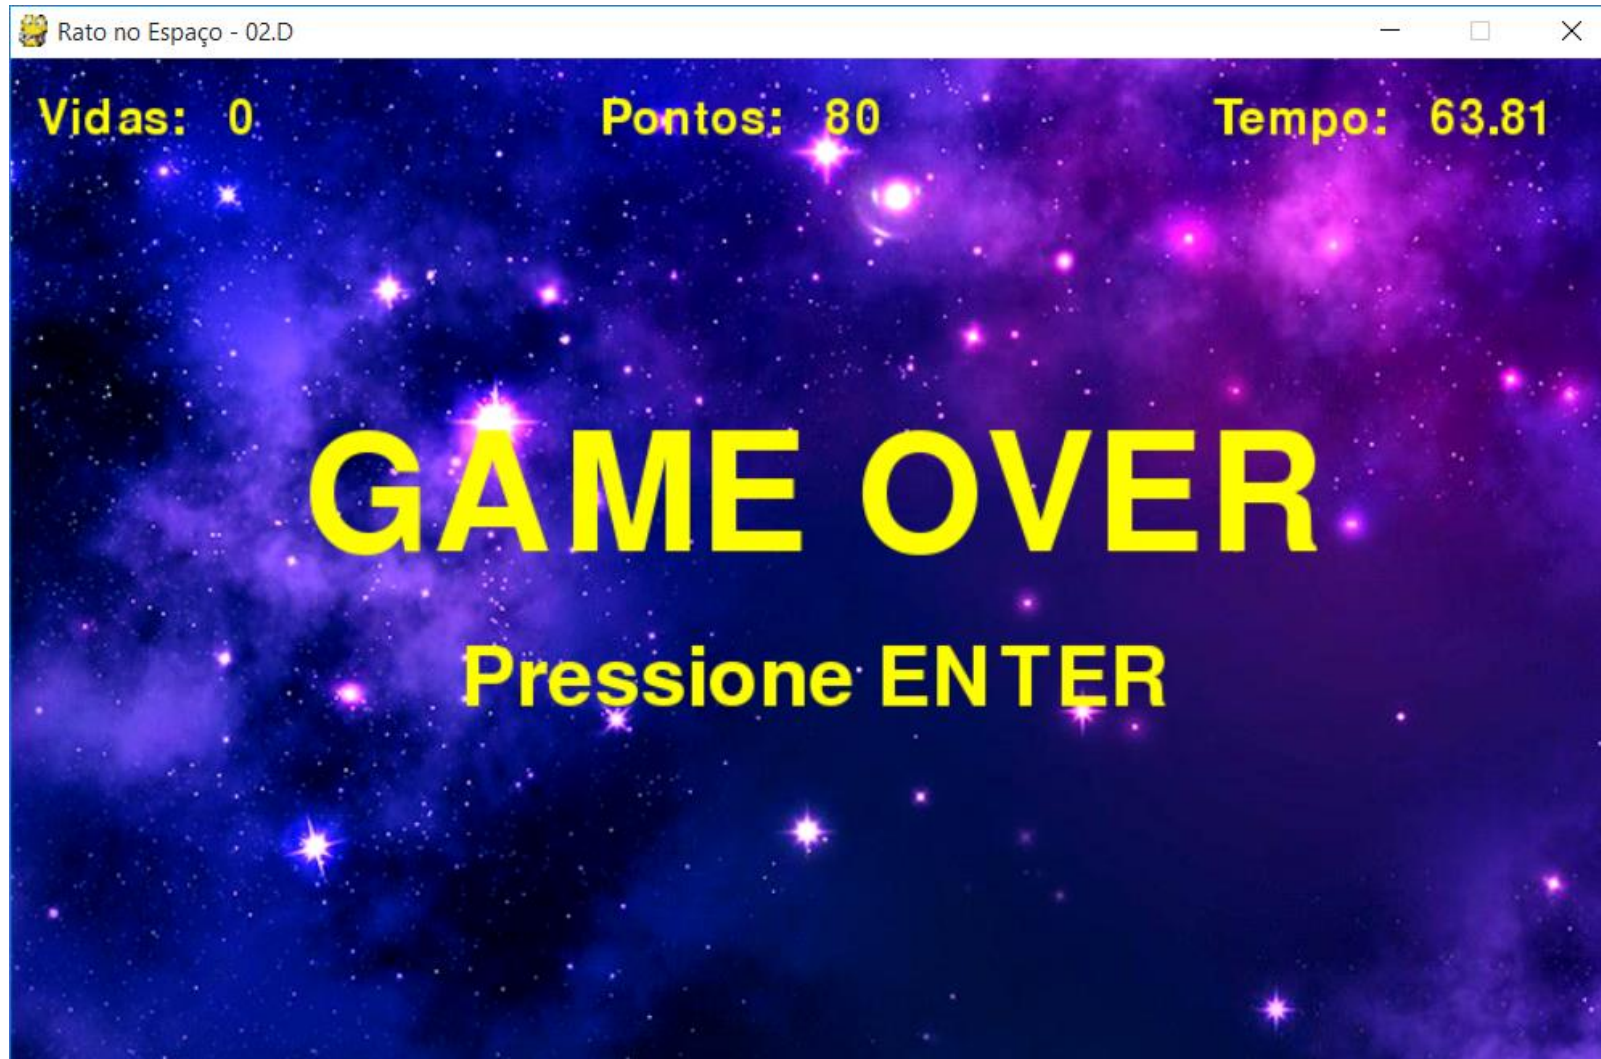 Rato no Espaço - 02.D
Vidas: 0 Pontos: 80 Tempo: 63.81
GAME OVER
Pressione ENTER